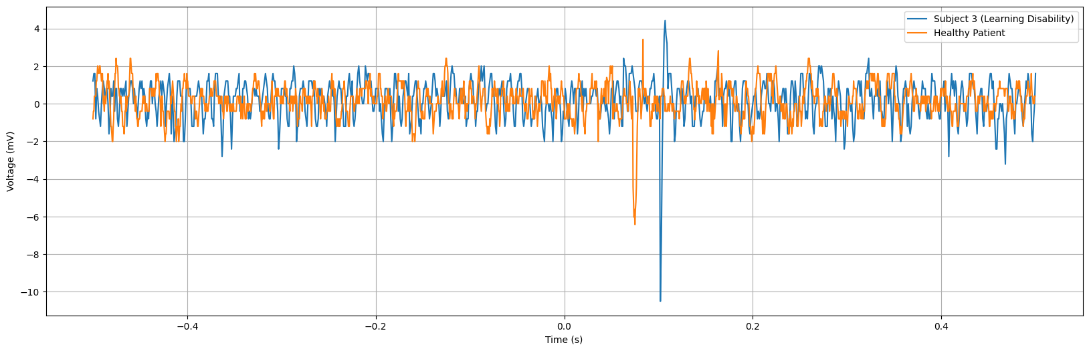 Subject 3 (Learning Disability)
Healthy Patient
4
2
0
−2
−4
−6
−8
−10
Voltage (mV)
−0.4 −0.2 0.0 0.2 0.4
Time (s)